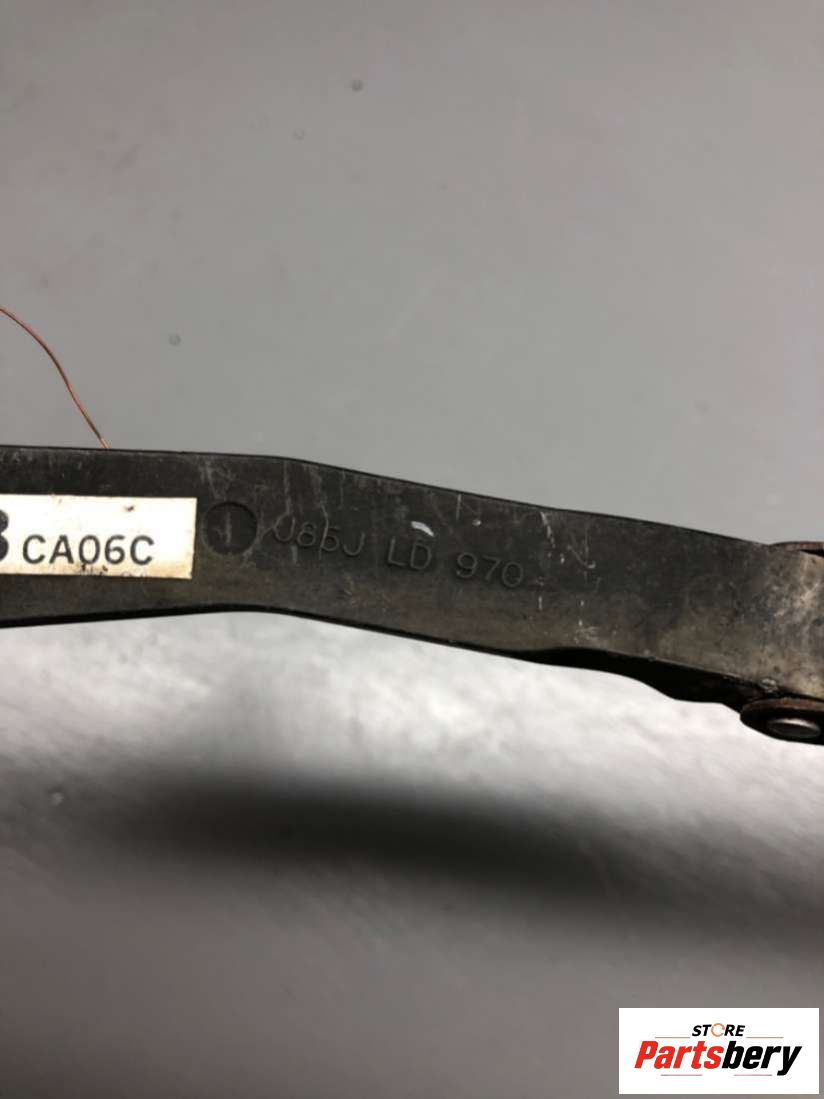 B CA06C
J85J LD 970
STORE
Partsbery